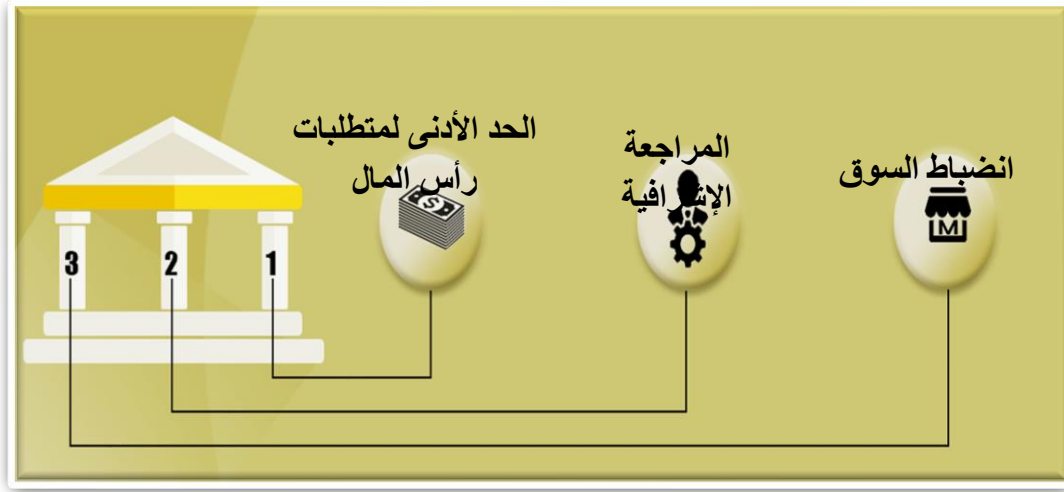 الحد الأدنى لمتطلبات
رأس المال
المراجعة
الإشرافية
انضباط السوق
M
3 2 1